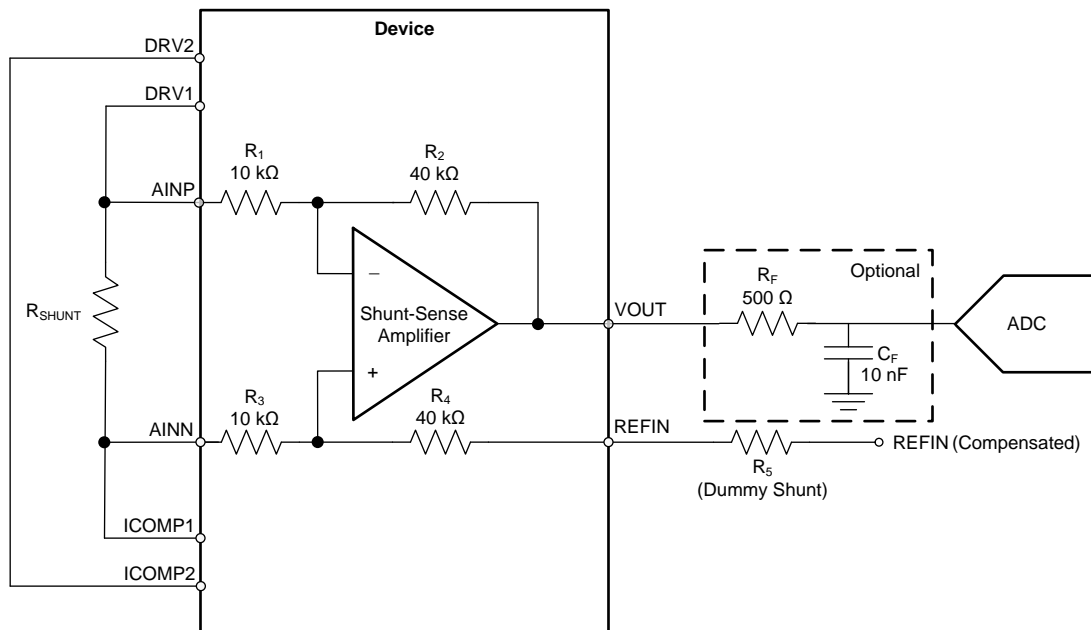 Device
DRV2
DRV1
R1
10 kΩ
R2
40 kΩ
AINP
Optional
RF
500 Ω
RSHUNT
−
Shunt-Sense
Amplifier
+
VOUT
ADC
CF
10 nF
R3
10 kΩ
R4
40 kΩ
AINN
REFIN
REFIN (Compensated)
R5
(Dummy Shunt)
ICOMP1
ICOMP2